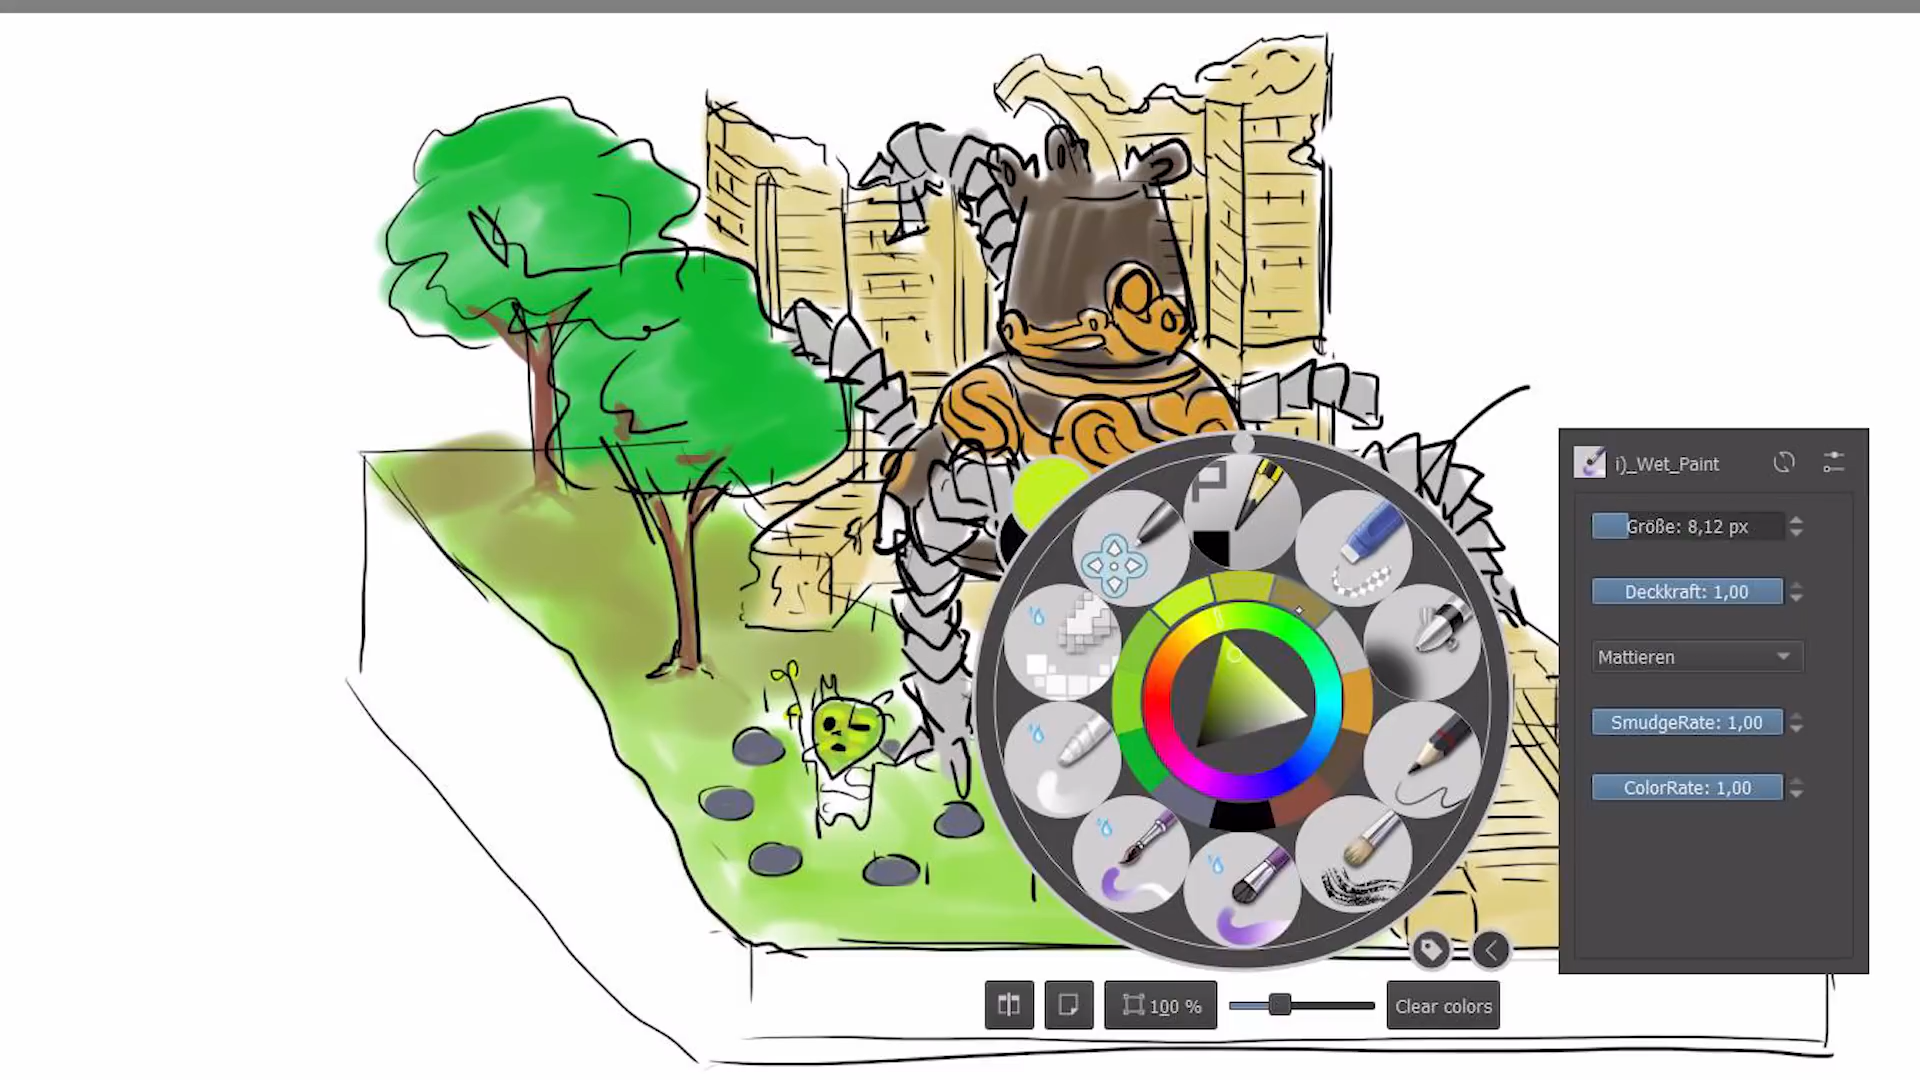 i)_Wet_Paint
Größe: 8,12 px
Deckkraft: 1,00
Mattieren
SmudgeRate: 1,00
ColorRate: 1,00
100 %
Clear colors